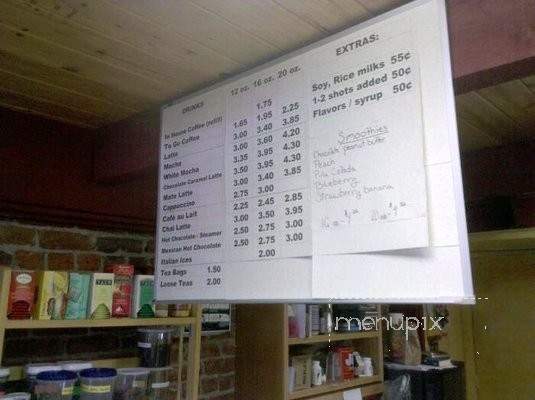 DRINKS 12 oz. 16 oz. 20 oz.
In House Coffee (refill) 1.75
To Go Coffee 1.65 1.95 2.25
Latte 3.00 3.40 3.85
Mocha 3.00 3.60 4.20
White Mocha 3.35 3.95 4.30
Chocolate Caramel Latte 3.50 3.95 4.30
Mate Latte 3.00 3.40 3.85
Cappuccino 2.75 3.00
Café au Lait 2.25 2.45 2.85
Chai Latte 3.00 3.50 3.95
Hot Chocolate / Steamer 2.50 2.75 3.00
Mexican Hot Chocolate 2.50 2.75 3.00
Italian Ices 2.00
Tea Bags 1.50
Loose Teas 2.00
EXTRAS:
Soy, Rice milks 55¢
1-2 shots added 50¢
Flavors / syrup 50¢
Smoothies
Chocolate peanut butter
Peach
Piña Colada
Blueberry
Strawberry banana
menupix